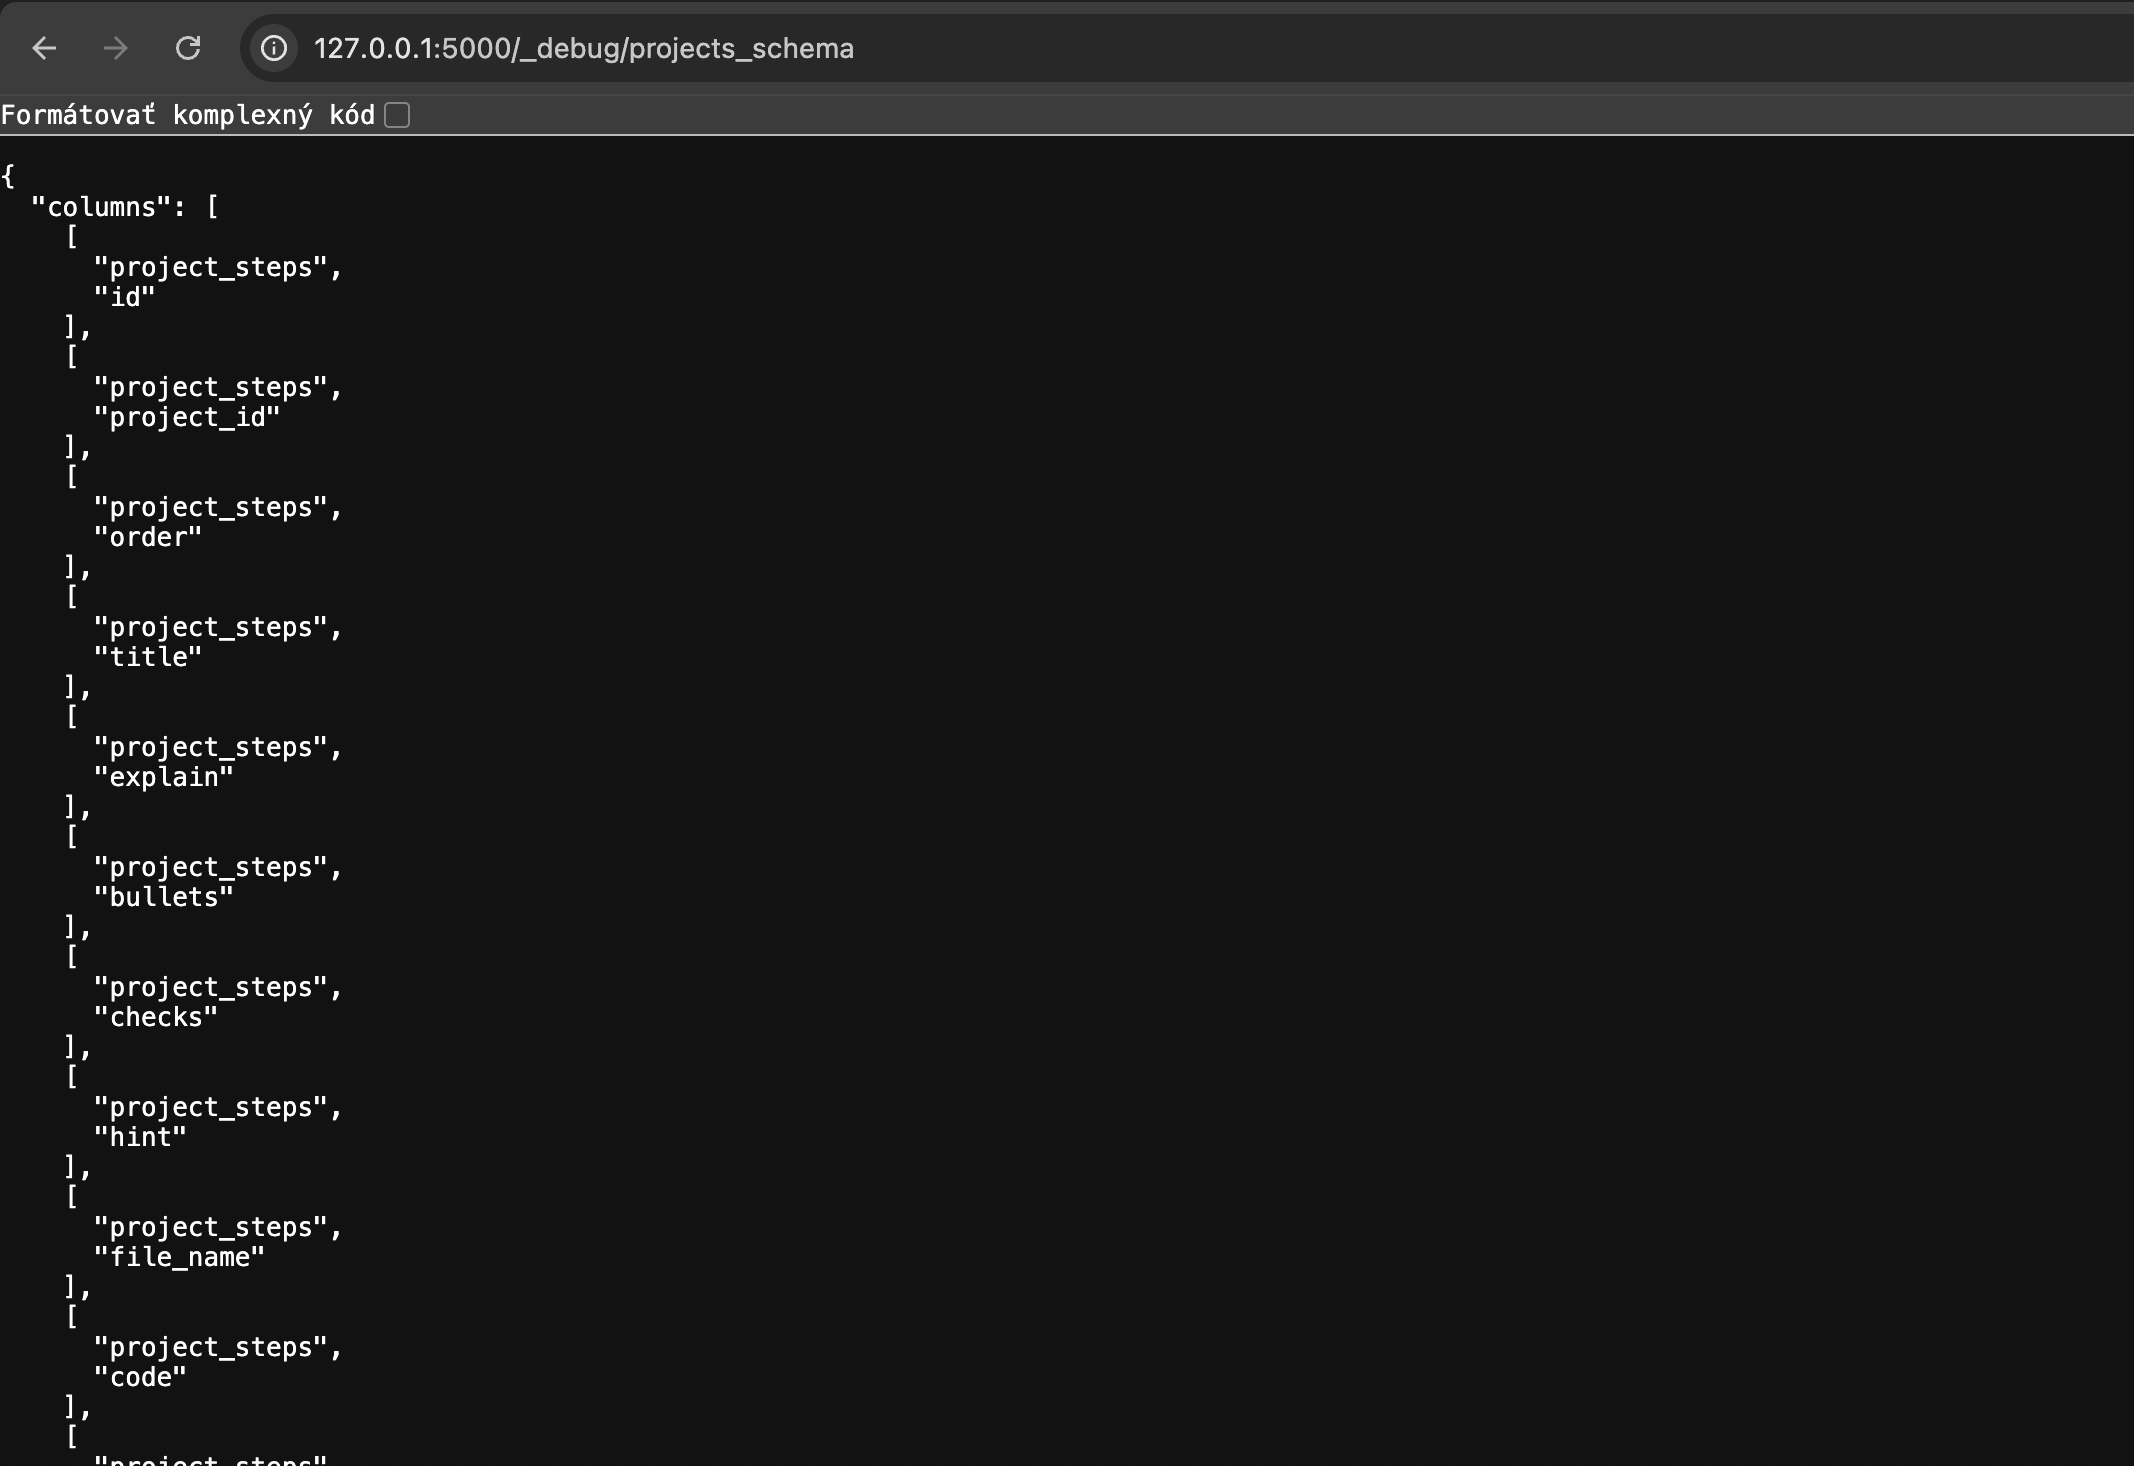 127.0.0.1:5000/_debug/projects_schema
Formátovať komplexný kód
{
  "columns": [
    [
      "project_steps",
      "id"
    ],
    [
      "project_steps",
      "project_id"
    ],
    [
      "project_steps",
      "order"
    ],
    [
      "project_steps",
      "title"
    ],
    [
      "project_steps",
      "explain"
    ],
    [
      "project_steps",
      "bullets"
    ],
    [
      "project_steps",
      "checks"
    ],
    [
      "project_steps",
      "hint"
    ],
    [
      "project_steps",
      "file_name"
    ],
    [
      "project_steps",
      "code"
    ],
    [
      "project_steps",